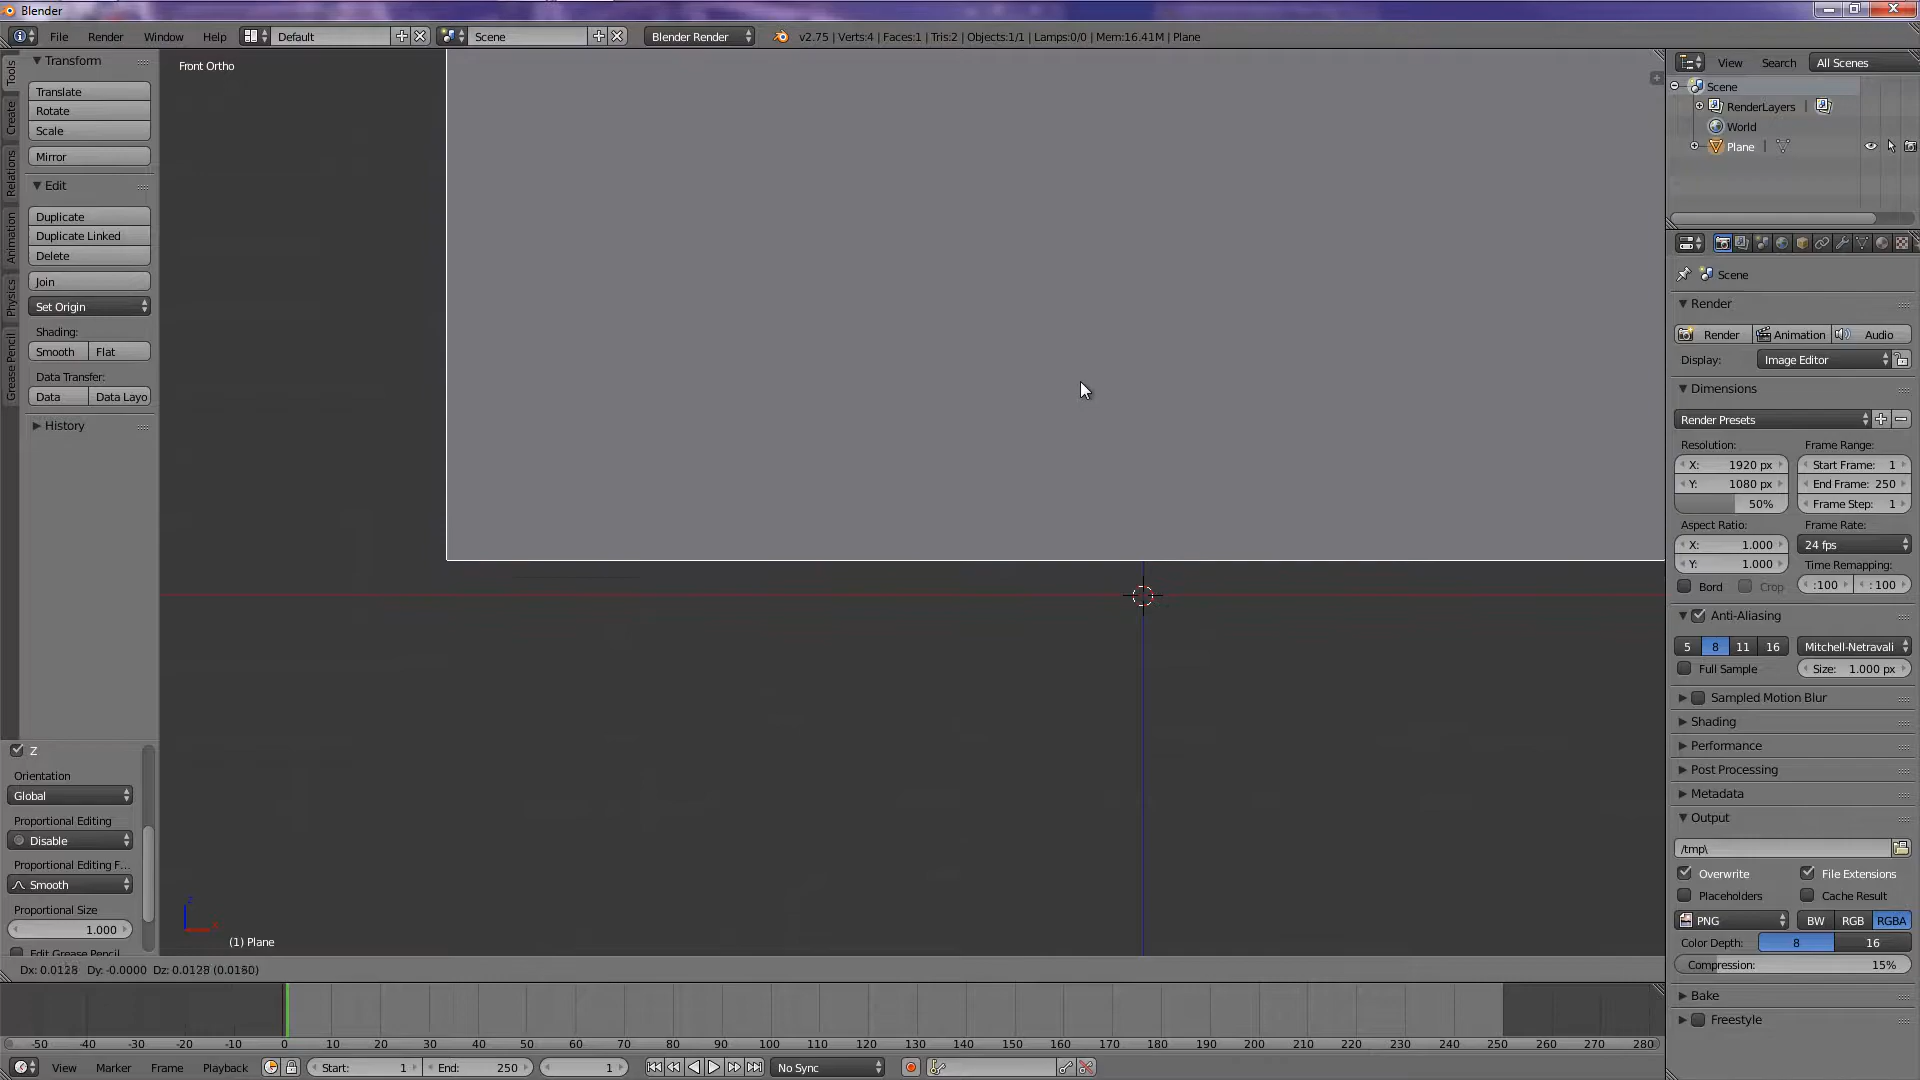 Blender
File Render Window Help Default Scene Blender Render v2.75 | Verts:4 | Faces:1 | Tris:2 | Objects:1/1 | Lamps:0/0 | Mem:16.41M | Plane
Tools
Create
Relations
Animation
Physics
Grease Pencil
Transform
Translate
Rotate
Scale
Mirror
Edit
Duplicate
Duplicate Linked
Delete
Join
Set Origin
Shading:
Smooth Flat
Data Transfer:
Data Data Layo
History
Z
Orientation
Global
Proportional Editing
Disable
Proportional Editing F...
Smooth
Proportional Size
1.000
Edit Grease Pencil
Front Ortho
(1) Plane
Dx: 0.0128 Dy: -0.0000 Dz: 0.0128 (0.0180)
-50 -40 -30 -20 -10 0 10 20 30 40 50 60 70 80 90 100 110 120 130 140 150 160 170 180 190 200 210 220 230 240 250 260 270 280
View Marker Frame Playback Start: 1 End: 250 1 No Sync
View Search All Scenes
Scene
RenderLayers |
World
Plane |
Scene
Render
Render Animation Audio
Display: Image Editor
Dimensions
Render Presets
Resolution: Frame Range:
X: 1920 px Start Frame: 1
Y: 1080 px End Frame: 250
50% Frame Step: 1
Aspect Ratio: Frame Rate:
X: 1.000 24 fps
Y: 1.000 Time Remapping:
Bord Crop :100 :100
Anti-Aliasing
5 8 11 16 Mitchell-Netravali
Full Sample Size: 1.000 px
Sampled Motion Blur
Shading
Performance
Post Processing
Metadata
Output
/tmp\
Overwrite File Extensions
Placeholders Cache Result
PNG BW RGB RGBA
Color Depth: 8 16
Compression: 15%
Bake
Freestyle